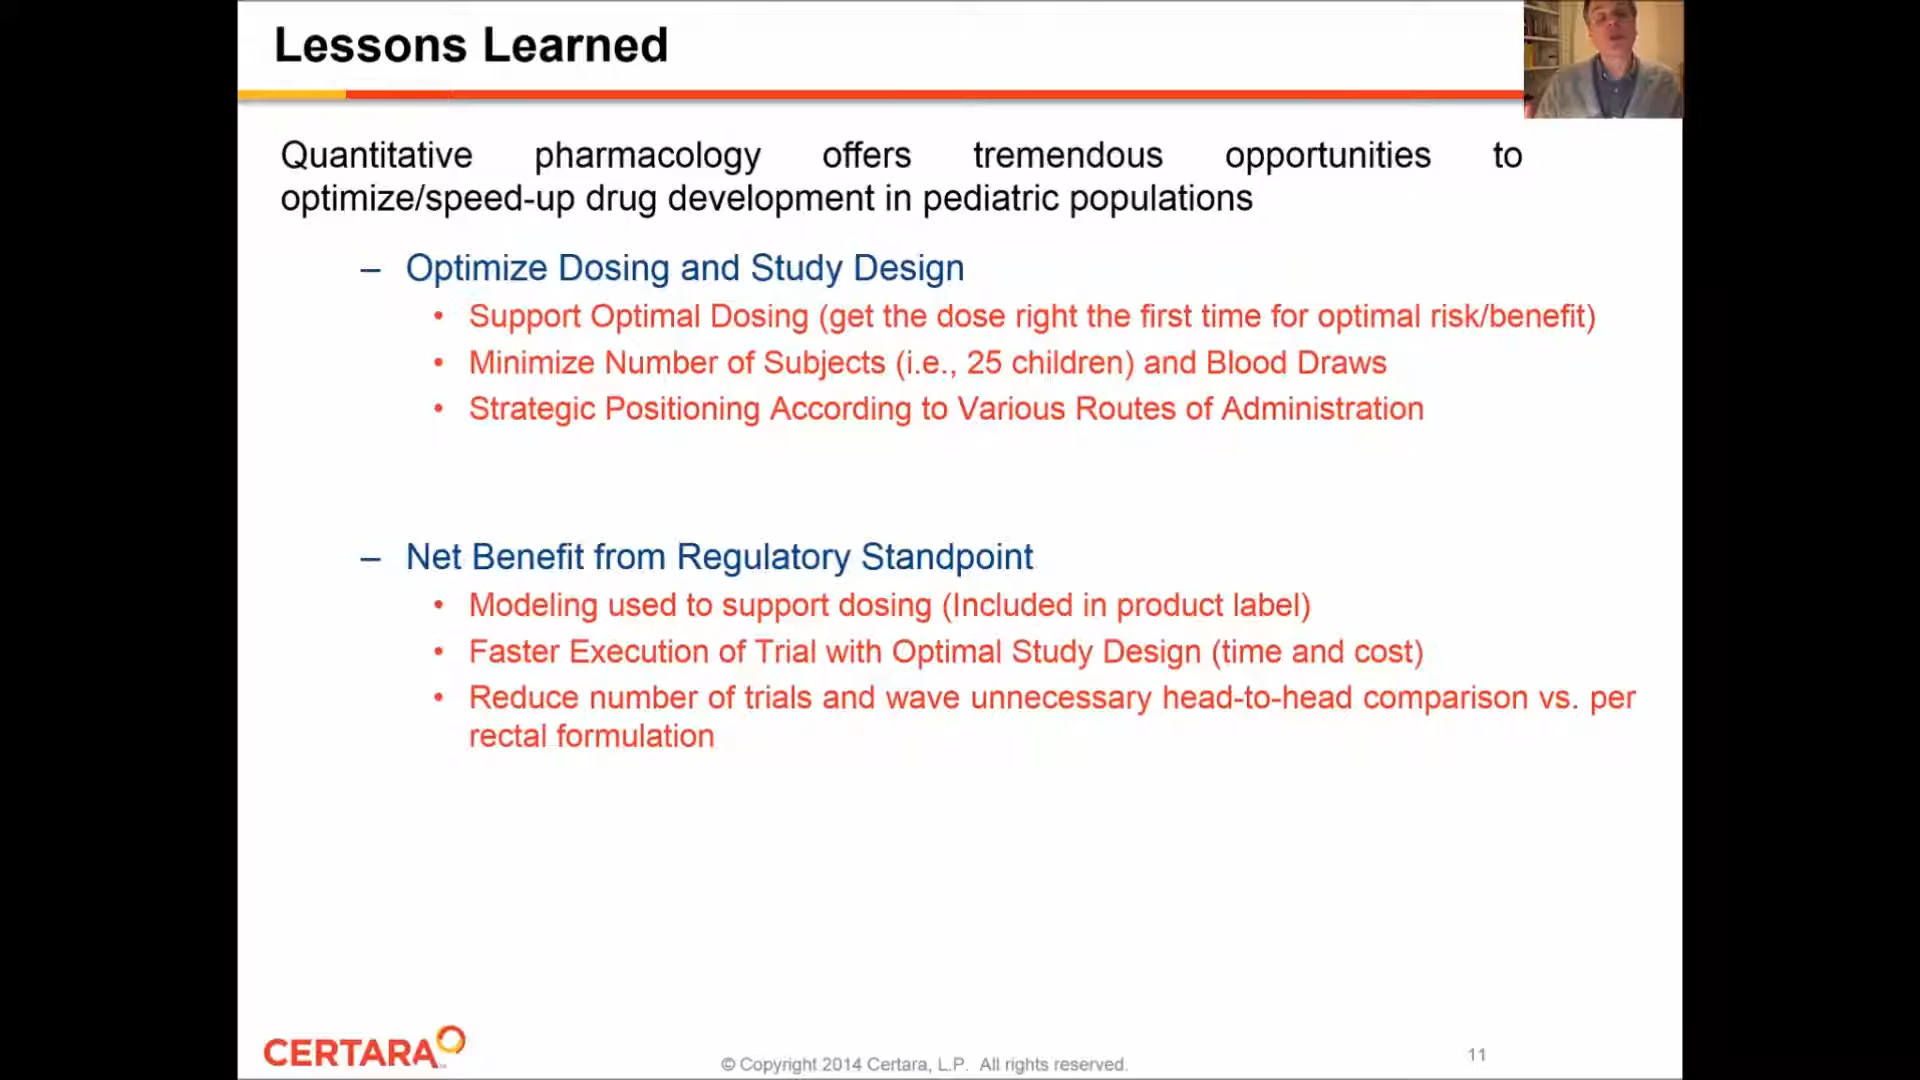 Lessons Learned
Quantitative pharmacology offers tremendous opportunities to
optimize/speed-up drug development in pediatric populations
– Optimize Dosing and Study Design
• Support Optimal Dosing (get the dose right the first time for optimal risk/benefit)
• Minimize Number of Subjects (i.e., 25 children) and Blood Draws
• Strategic Positioning According to Various Routes of Administration
– Net Benefit from Regulatory Standpoint
• Modeling used to support dosing (Included in product label)
• Faster Execution of Trial with Optimal Study Design (time and cost)
• Reduce number of trials and wave unnecessary head-to-head comparison vs. per
rectal formulation
CERTARA
© Copyright 2014 Certara, L.P. All rights reserved.
11